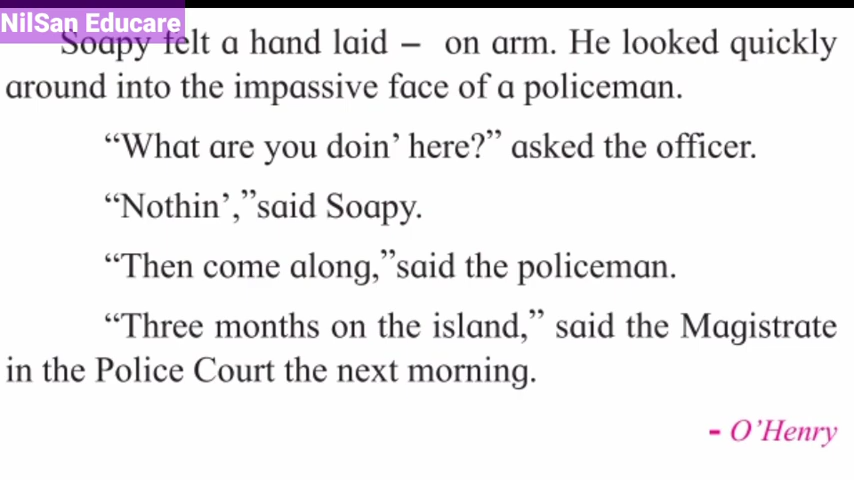 NilSan Educare
Soapy felt a hand laid – on arm. He looked quickly
around into the impassive face of a policeman.
“What are you doin’ here?” asked the officer.
“Nothin’,”said Soapy.
“Then come along,”said the policeman.
“Three months on the island,” said the Magistrate
in the Police Court the next morning.
- O’Henry